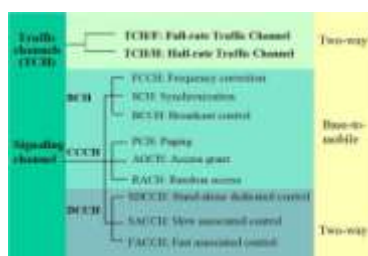 Traffic
channels
(TCH)
TCH/F: Full-rate Traffic Channel
TCH/H: Half-rate Traffic Channel
Two-way
Signaling
channel
BCH
FCCH: Frequency correction
SCH: Synchronization
BCCH: Broadcast control
CCCH
PCH: Paging
AGCH: Access grant
RACH: Random access
Base-to-
mobile
DCCH
SDCCH: Stand-alone dedicated control
SACCH: Slow associated control
FACCH: Fast associated control
Two-way